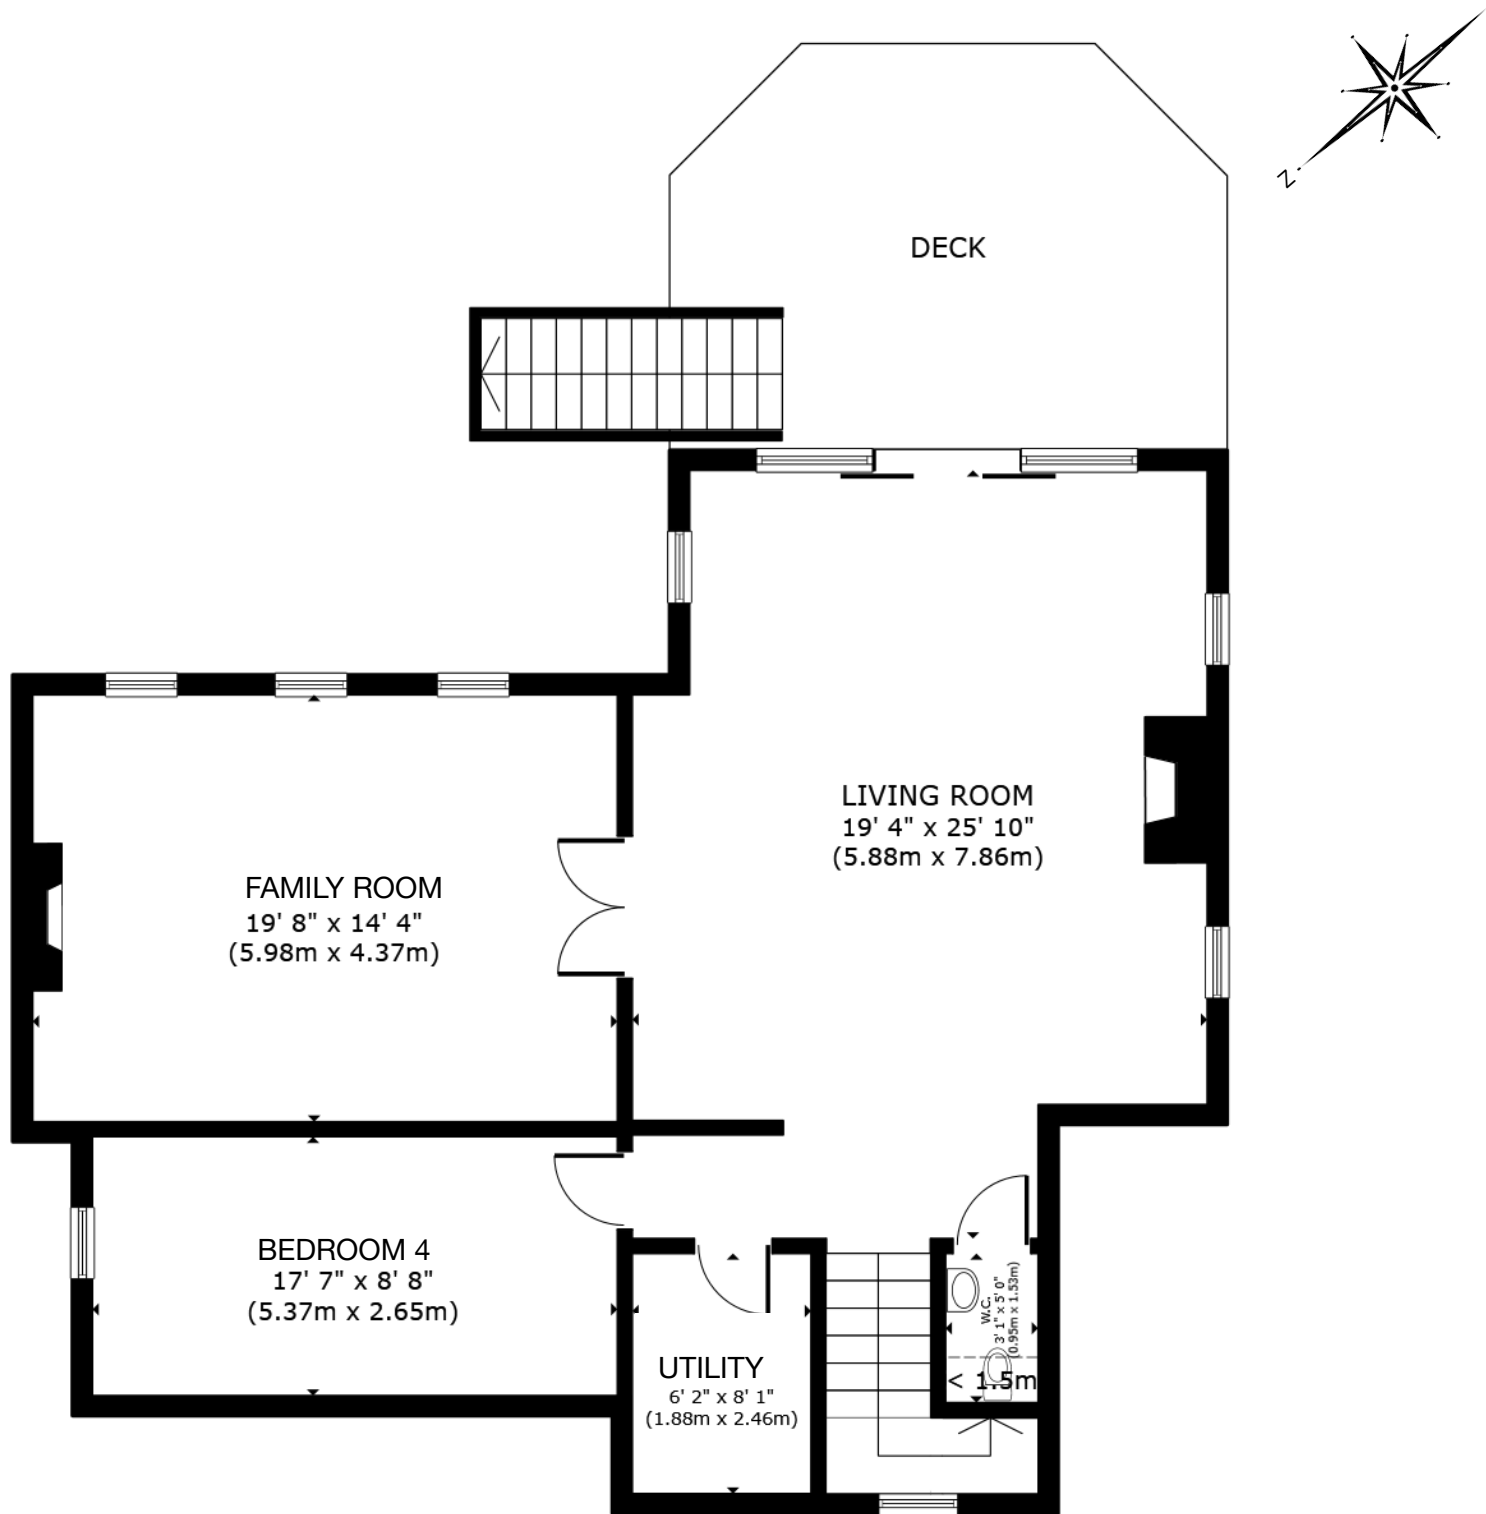 Z
DECK
LIVING ROOM
19' 4" x 25' 10"
(5.88m x 7.86m)
FAMILY ROOM
19' 8" x 14' 4"
(5.98m x 4.37m)
BEDROOM 4
17' 7" x 8' 8"
(5.37m x 2.65m)
UTILITY
6' 2" x 8' 1"
(1.88m x 2.46m)
W.C.
3' 1" x 5' 0"
(0.95m x 1.53m)
< 1.5m